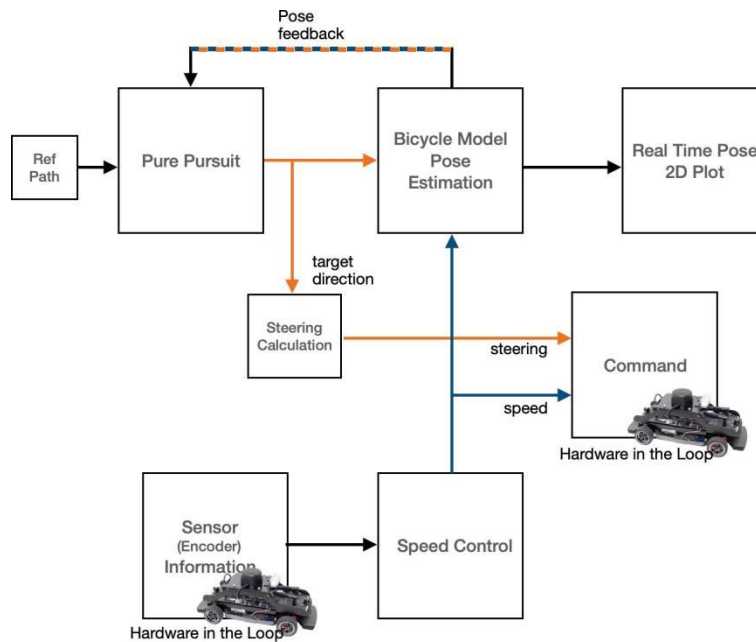 Pose
feedback
Ref
Path
Pure Pursuit
Bicycle Model
Pose
Estimation
Real Time Pose
2D Plot
target
direction
Steering
Calculation
steering
speed
Command
Hardware in the Loop
Sensor
(Encoder)
Information
Hardware in the Loop
Speed Control